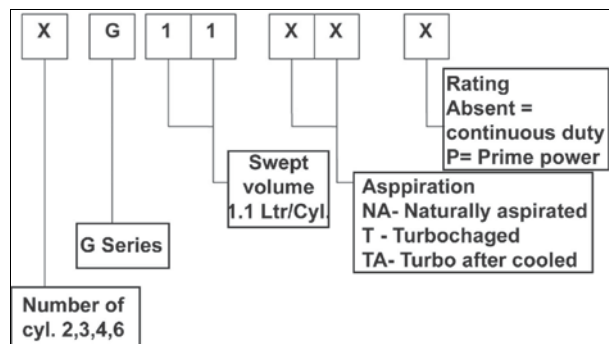 X G 1 1 X X X
Rating
Absent =
continuous duty
P= Prime power
Swept
volume
1.1 Ltr/Cyl.
Asppiration
NA- Naturally aspirated
T - Turbochaged
TA- Turbo after cooled
G Series
Number of
cyl. 2,3,4,6